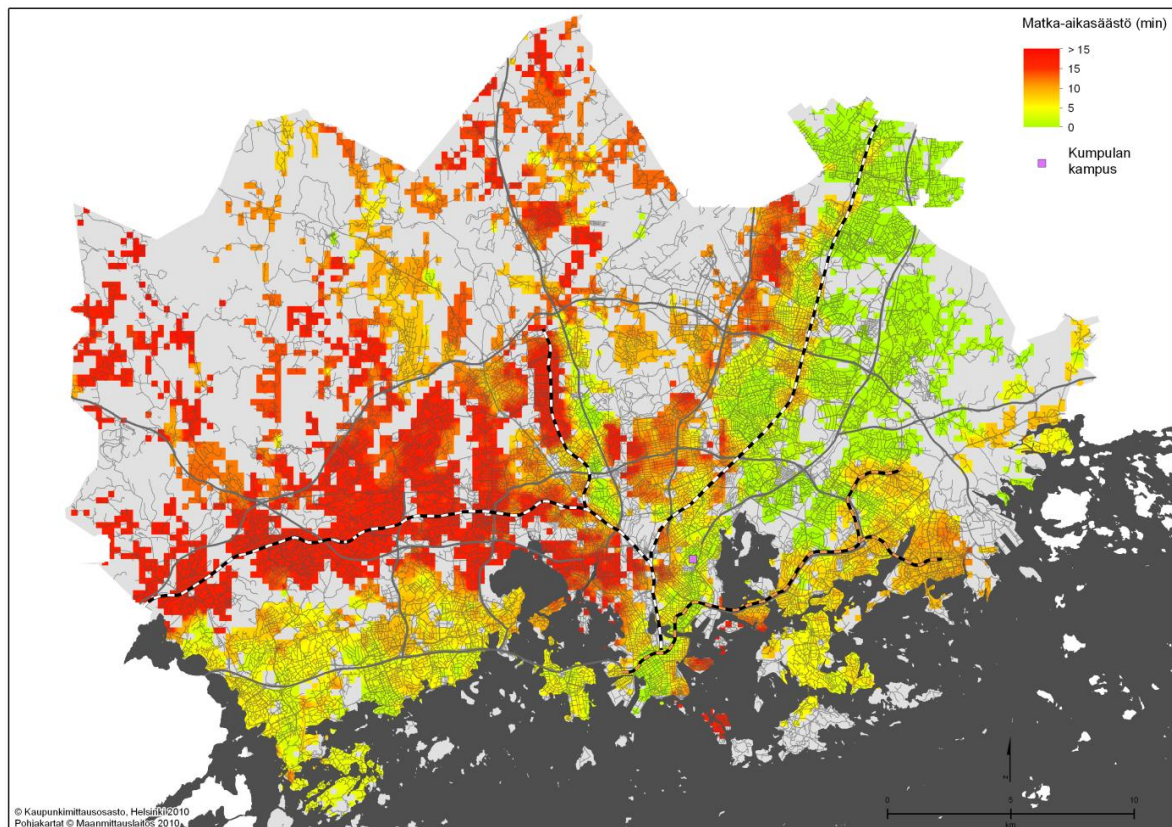 Matka-aikasäästö (min)
> 15
15
10
5
0
Kumpulan
kampus
© Kaupunkimittausosasto, Helsinki 2010
Pohjakartat © Maanmittauslaitos 2010
0 5 10
km